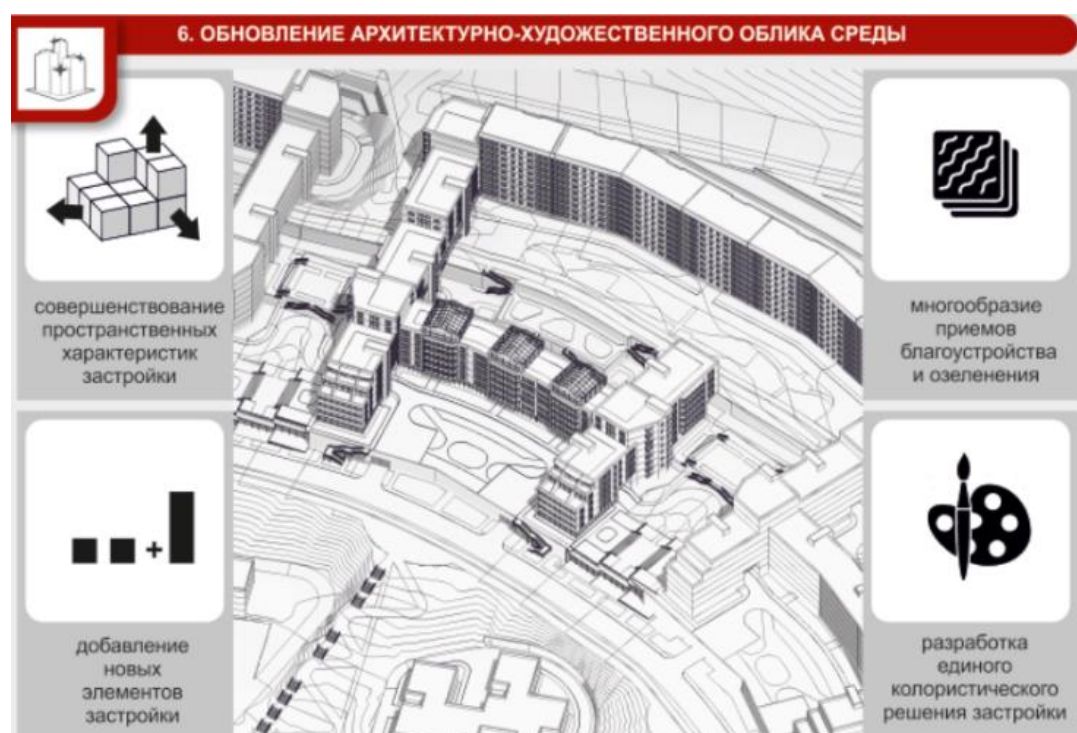 6. ОБНОВЛЕНИЕ АРХИТЕКТУРНО-ХУДОЖЕСТВЕННОГО ОБЛИКА СРЕДЫ
совершенствование
пространственных
характеристик
застройки
многообразие
приемов
благоустройства
и озеленения
добавление
новых
элементов
застройки
разработка
единого
колористического
решения застройки